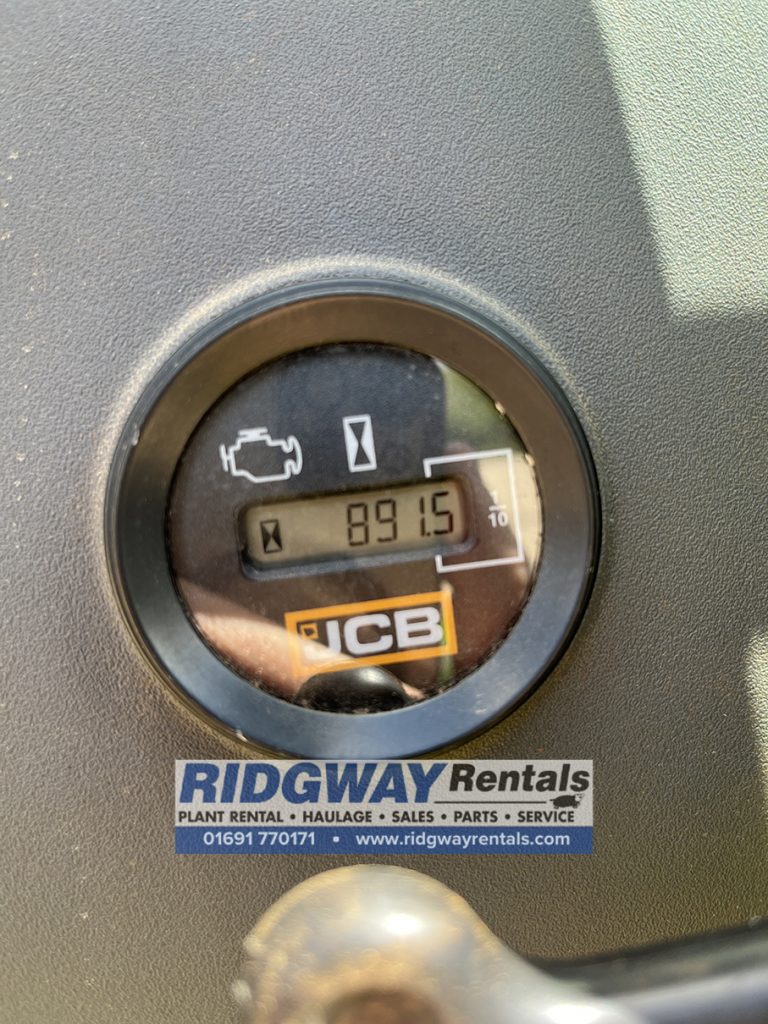 891.5
1/10
JCB
RIDGWAY Rentals
PLANT RENTAL • HAULAGE • SALES • PARTS • SERVICE
01691 770171 • www.ridgwayrentals.com